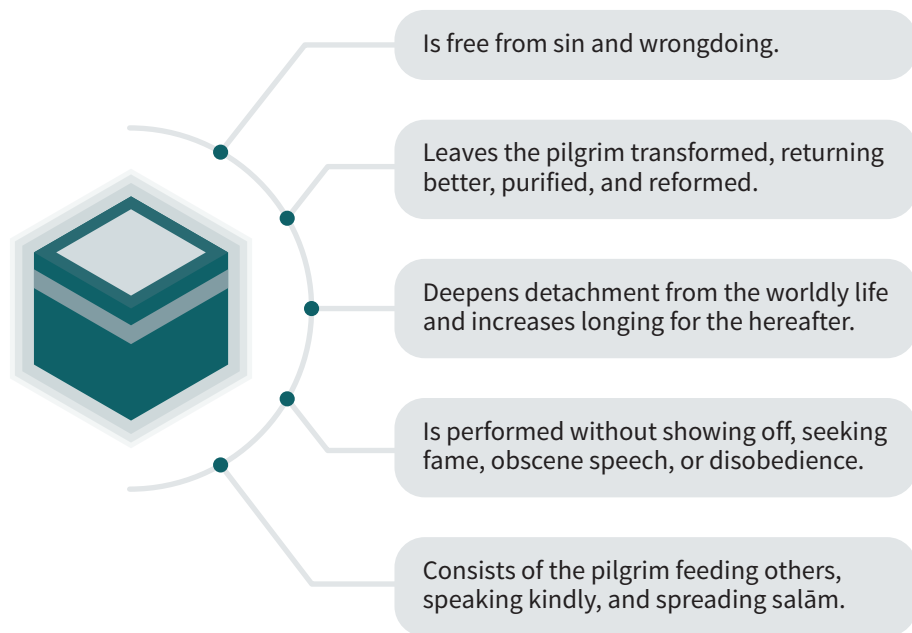 Is free from sin and wrongdoing.
Leaves the pilgrim transformed, returning
better, purified, and reformed.
Deepens detachment from the worldly life
and increases longing for the hereafter.
Is performed without showing off, seeking
fame, obscene speech, or disobedience.
Consists of the pilgrim feeding others,
speaking kindly, and spreading salām.